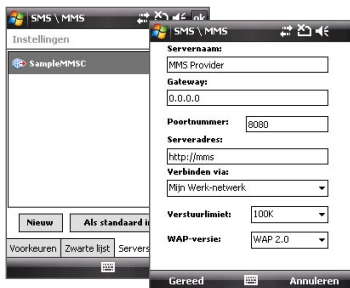 SMS \ MMS
ok
Instellingen
SampleMMSC
Nieuw
Als standaard
Voorkeuren
Zwarte lijst
Servers
SMS \ MMS
Servernaam:
MMS Provider
Gateway:
0.0.0.0
Poortnummer:
8080
Serveradres:
http://mms
Verbinden via:
Mijn Werk-netwerk
Verstuurlimiet:
100K
WAP-versie:
WAP 2.0
Gereed
Annuleren